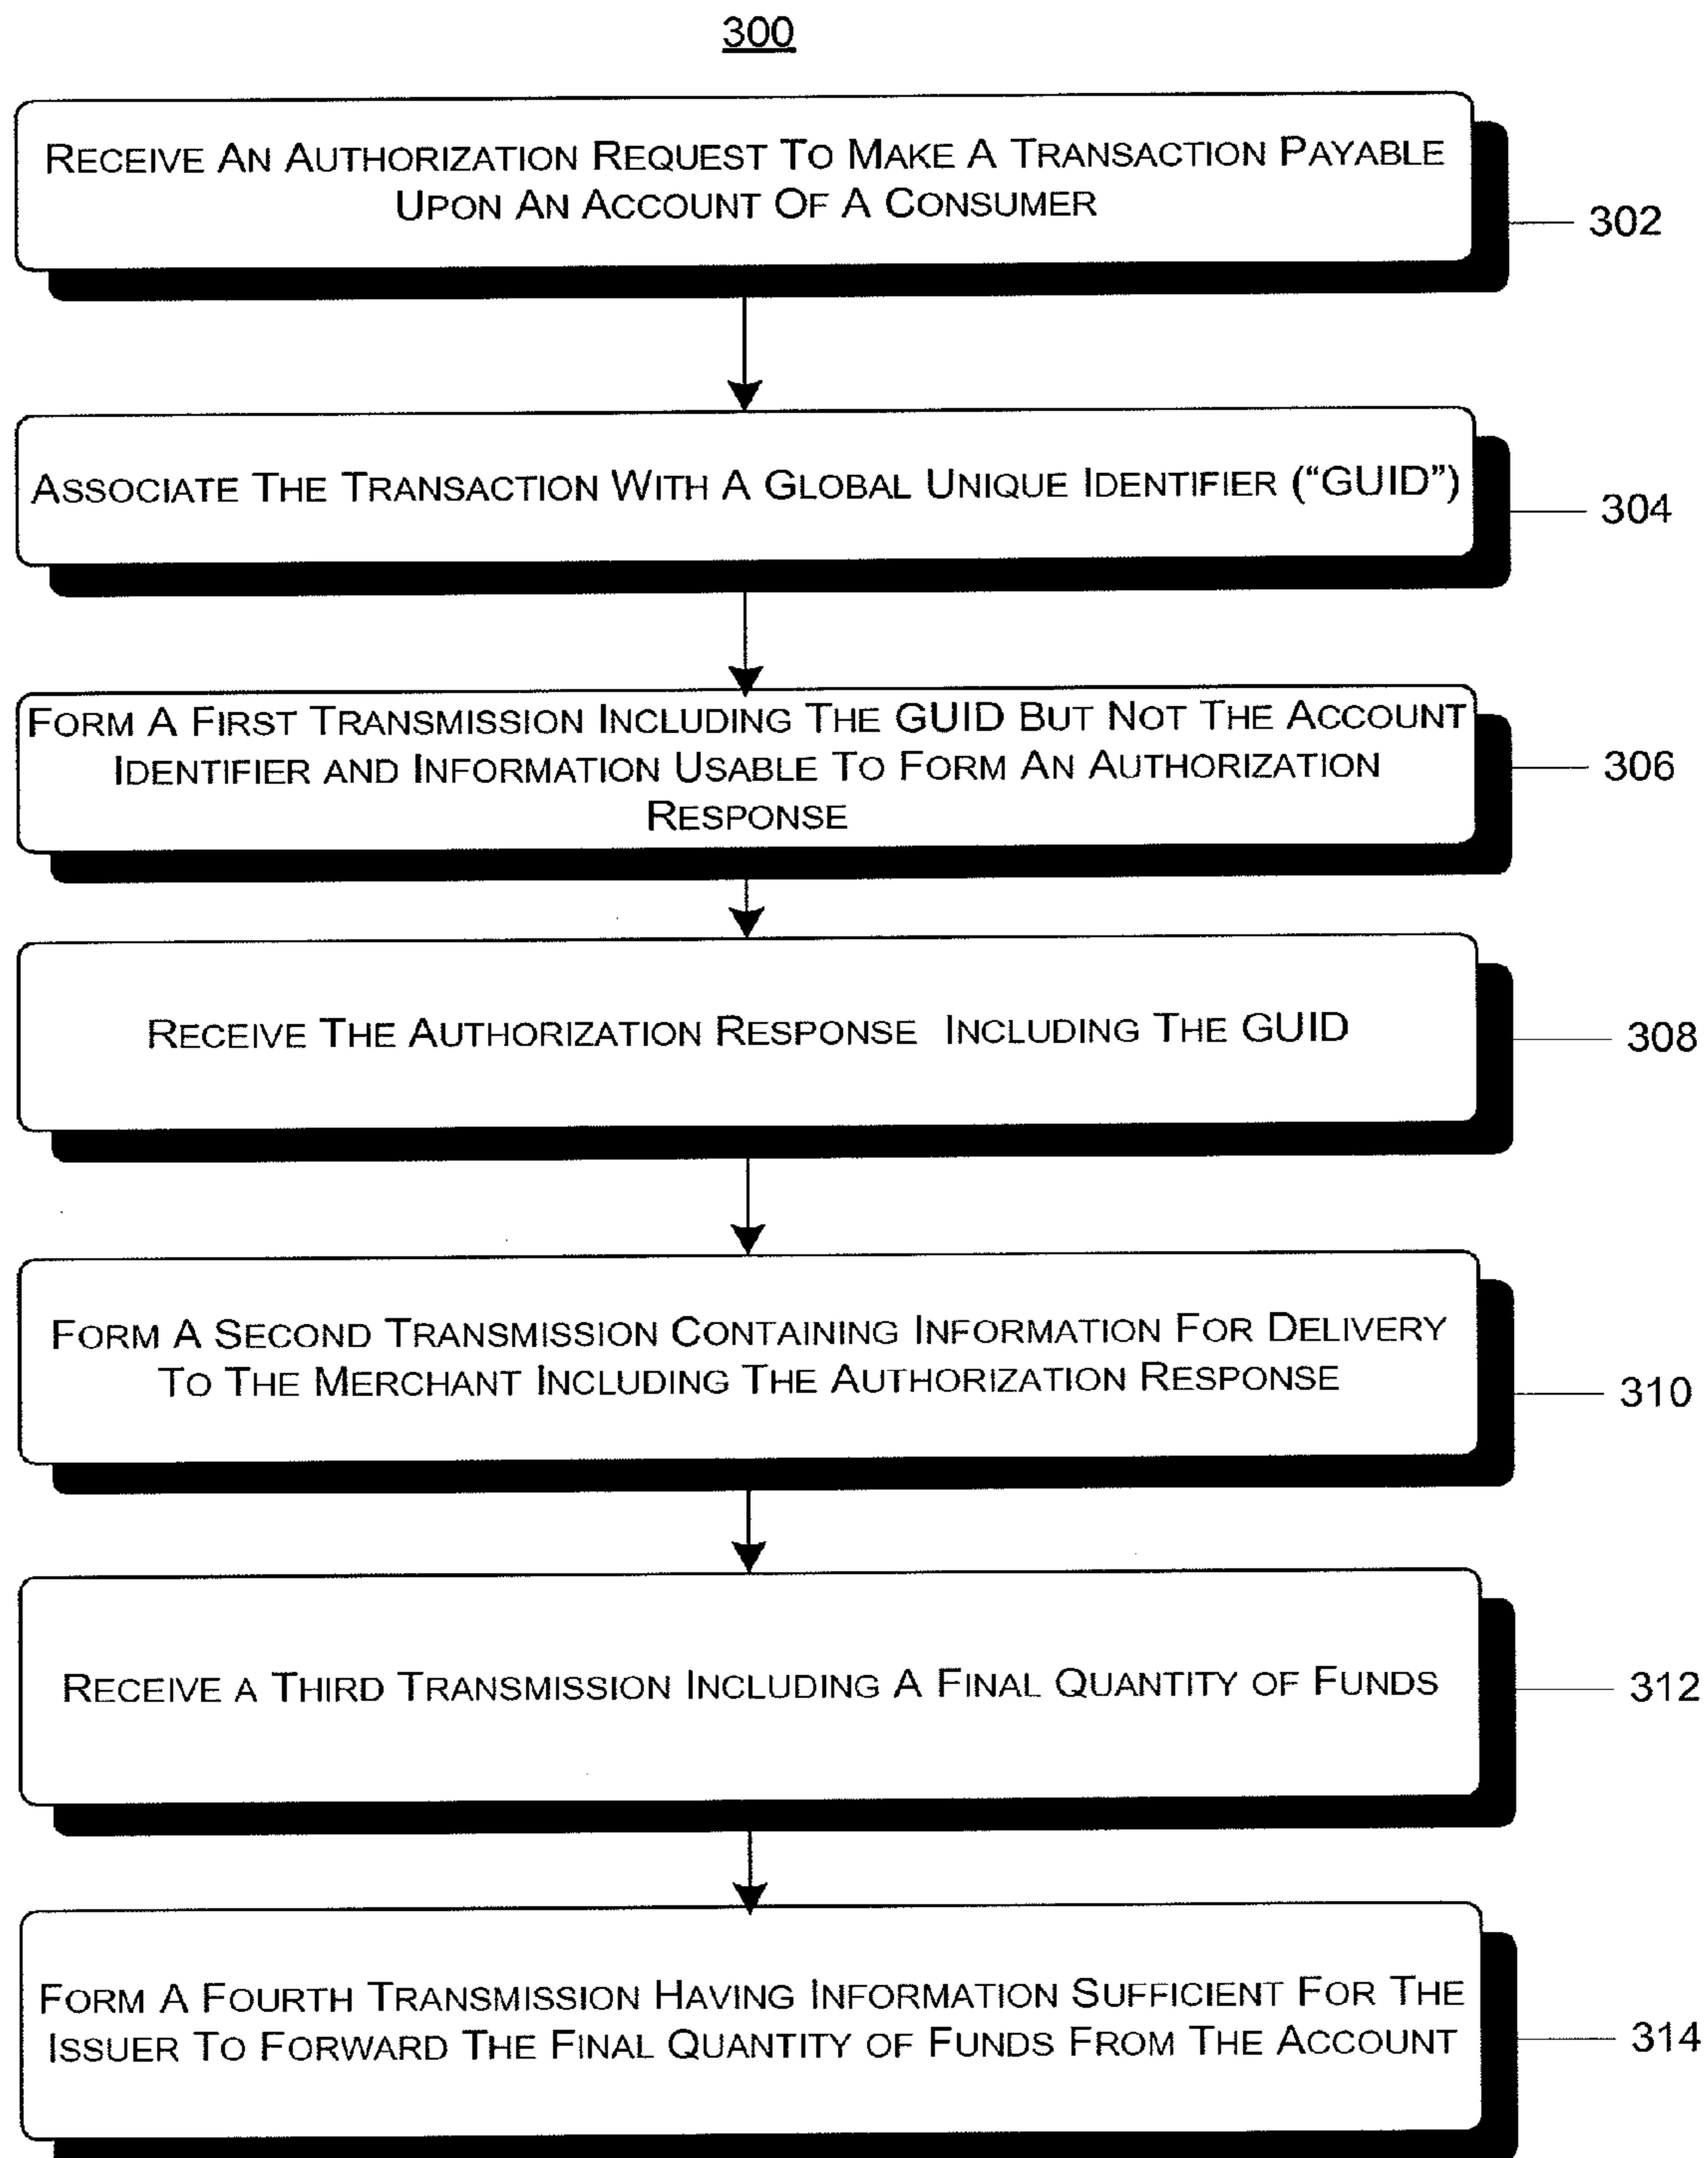 300
RECEIVE AN AUTHORIZATION REQUEST TO MAKE A TRANSACTION PAYABLE
UPON AN ACCOUNT OF A CONSUMER
302
ASSOCIATE THE TRANSACTION WITH A GLOBAL UNIQUE IDENTIFIER (“GUID”)
304
FORM A FIRST TRANSMISSION INCLUDING THE GUID BUT NOT THE ACCOUNT
IDENTIFIER AND INFORMATION USABLE TO FORM AN AUTHORIZATION
RESPONSE
306
RECEIVE THE AUTHORIZATION RESPONSE INCLUDING THE GUID
308
FORM A SECOND TRANSMISSION CONTAINING INFORMATION FOR DELIVERY
TO THE MERCHANT INCLUDING THE AUTHORIZATION RESPONSE
310
RECEIVE A THIRD TRANSMISSION INCLUDING A FINAL QUANTITY OF FUNDS
312
FORM A FOURTH TRANSMISSION HAVING INFORMATION SUFFICIENT FOR THE
ISSUER TO FORWARD THE FINAL QUANTITY OF FUNDS FROM THE ACCOUNT
314